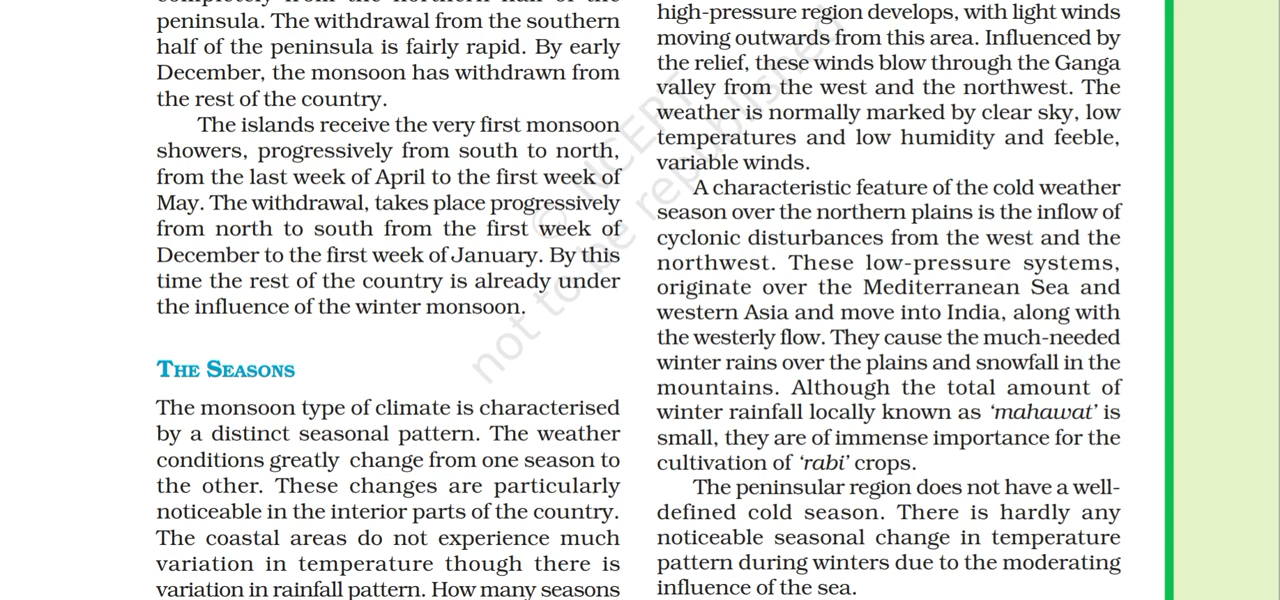 completely from the northern half of the
peninsula. The withdrawal from the southern
half of the peninsula is fairly rapid. By early
December, the monsoon has withdrawn from
the rest of the country.
The islands receive the very first monsoon
showers, progressively from south to north,
from the last week of April to the first week of
May. The withdrawal, takes place progressively
from north to south from the first week of
December to the first week of January. By this
time the rest of the country is already under
the influence of the winter monsoon.
THE SEASONS
The monsoon type of climate is characterised
by a distinct seasonal pattern. The weather
conditions greatly change from one season to
the other. These changes are particularly
noticeable in the interior parts of the country.
The coastal areas do not experience much
variation in temperature though there is
variation in rainfall pattern. How many seasons
high-pressure region develops, with light winds
moving outwards from this area. Influenced by
the relief, these winds blow through the Ganga
valley from the west and the northwest. The
weather is normally marked by clear sky, low
temperatures and low humidity and feeble,
variable winds.
A characteristic feature of the cold weather
season over the northern plains is the inflow of
cyclonic disturbances from the west and the
northwest. These low-pressure systems,
originate over the Mediterranean Sea and
western Asia and move into India, along with
the westerly flow. They cause the much-needed
winter rains over the plains and snowfall in the
mountains. Although the total amount of
winter rainfall locally known as ‘mahawat’ is
small, they are of immense importance for the
cultivation of ‘rabi’ crops.
The peninsular region does not have a well-
defined cold season. There is hardly any
noticeable seasonal change in temperature
pattern during winters due to the moderating
influence of the sea.
© NCERT
not to be republished